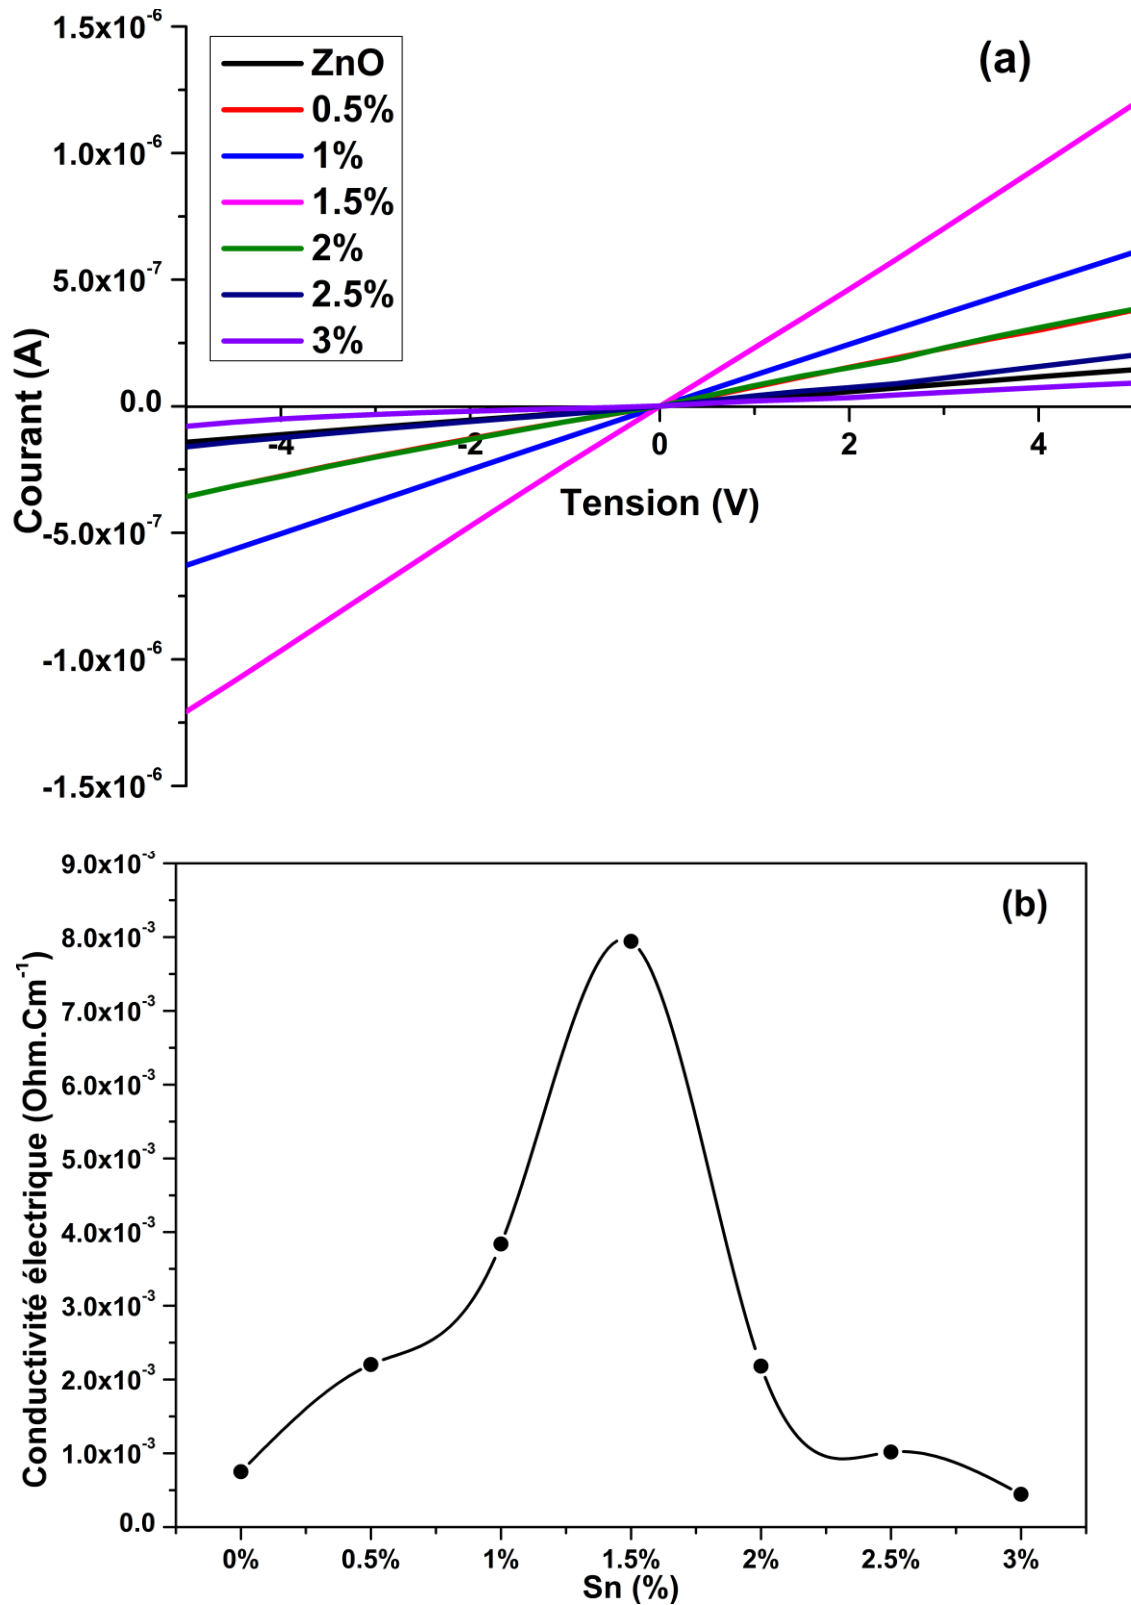 1.5x10⁻⁶
(a)
ZnO
0.5%
1%
1.5%
2%
2.5%
3%
1.0x10⁻⁶
5.0x10⁻⁷
0.0
-5.0x10⁻⁷
-1.0x10⁻⁶
-1.5x10⁻⁶
Courant (A)
-4 -2 0 2 4
Tension (V)
(b)
9.0x10⁻³
8.0x10⁻³
7.0x10⁻³
6.0x10⁻³
5.0x10⁻³
4.0x10⁻³
3.0x10⁻³
2.0x10⁻³
1.0x10⁻³
0.0
Conductivité électrique (Ohm.Cm⁻¹)
0% 0.5% 1% 1.5% 2% 2.5% 3%
Sn (%)